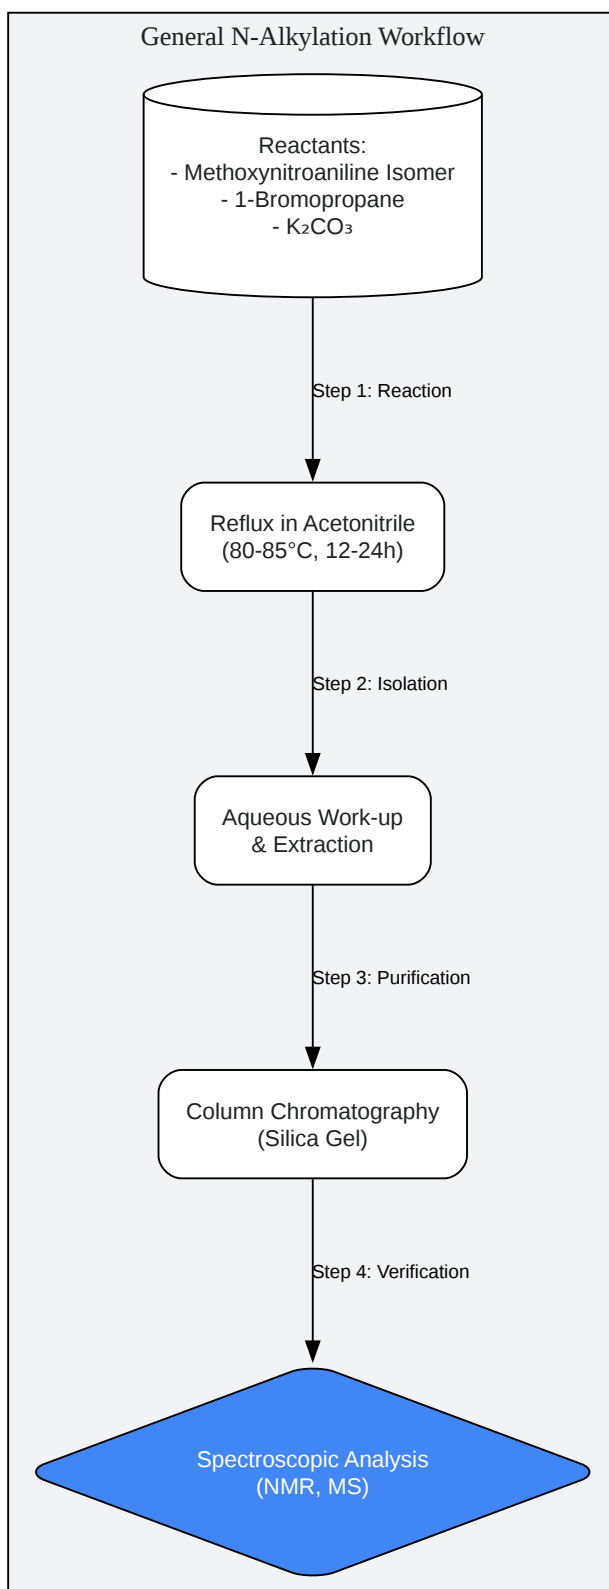 General N-Alkylation Workflow
Reactants:
- Methoxynitroaniline Isomer
- 1-Bromopropane
- K₂CO₃
Step 1: Reaction
Reflux in Acetonitrile
(80-85°C, 12-24h)
Step 2: Isolation
Aqueous Work-up
& Extraction
Step 3: Purification
Column Chromatography
(Silica Gel)
Step 4: Verification
Spectroscopic Analysis
(NMR, MS)